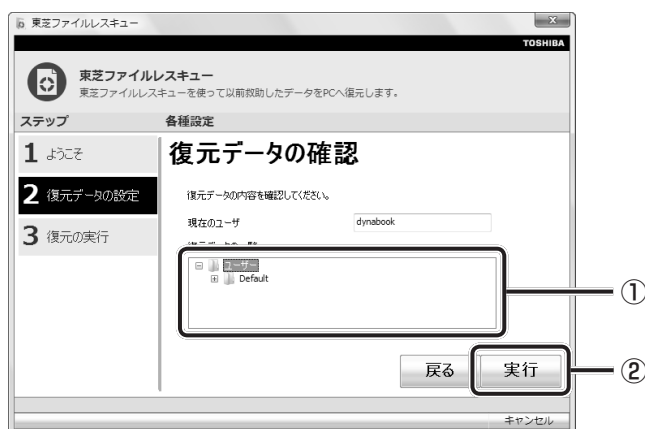 東芝ファイルレスキュー
TOSHIBA
東芝ファイルレスキュー
東芝ファイルレスキューを使って以前救助したデータをPCへ復元します。
ステップ 各種設定
1 ようこそ
2 復元データの設定
3 復元の実行
復元データの確認
復元データの内容を確認してください。
現在のユーザ dynabook
ユーザー
Default
①
戻る 実行 ②
キャンセル